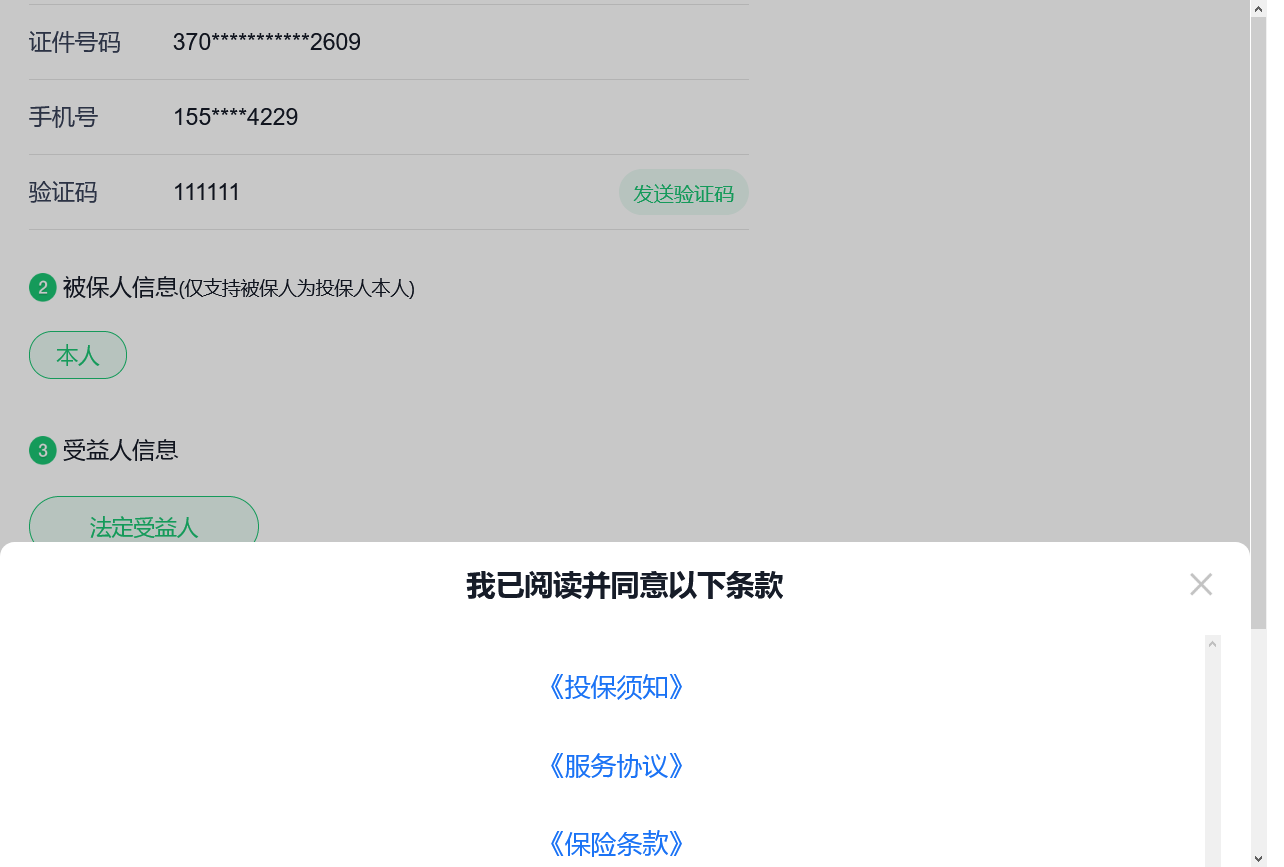 证件号码 370***********2609
手机号 155****4229
验证码 111111 发送验证码
2 被保人信息(仅支持被保人为投保人本人)
本人
3 受益人信息
法定受益人
我已阅读并同意以下条款
《投保须知》
《服务协议》
《保险条款》